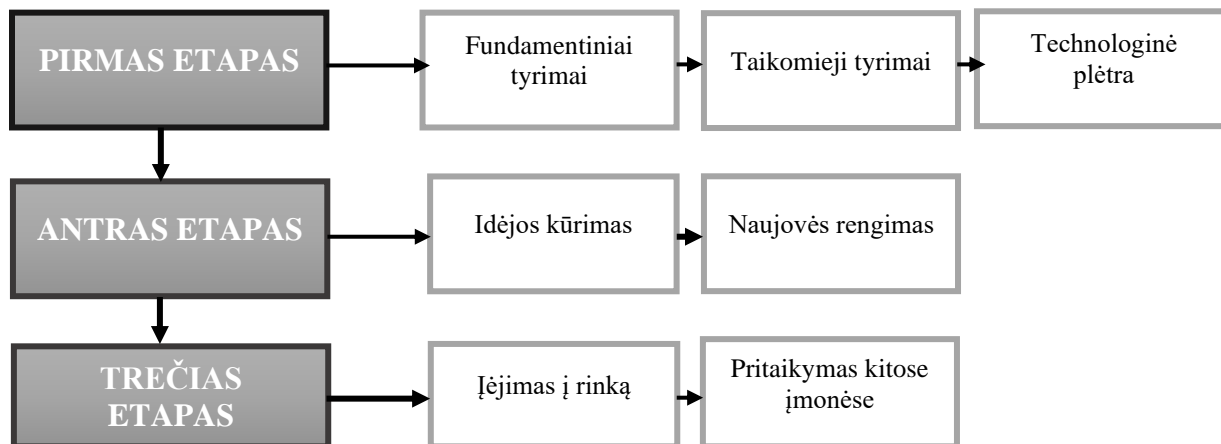 PIRMAS ETAPAS
Fundamentiniai
tyrimai
Taikomieji tyrimai
Technologinė
plėtra
ANTRAS ETAPAS
Idėjos kūrimas
Naujovės rengimas
TREČIAS
ETAPAS
Įėjimas į rinką
Pritaikymas kitose
įmonėse